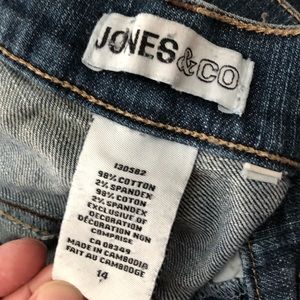 JONES&CO
130582
98% COTTON
2% SPANDEX
98% COTON
2% SPANDEX
EXCLUSIVE OF
DECORATION
DECORATION NON
COMPRISE
CA 08349
MADE IN CAMBODIA
FAIT AU CAMBODGE
14